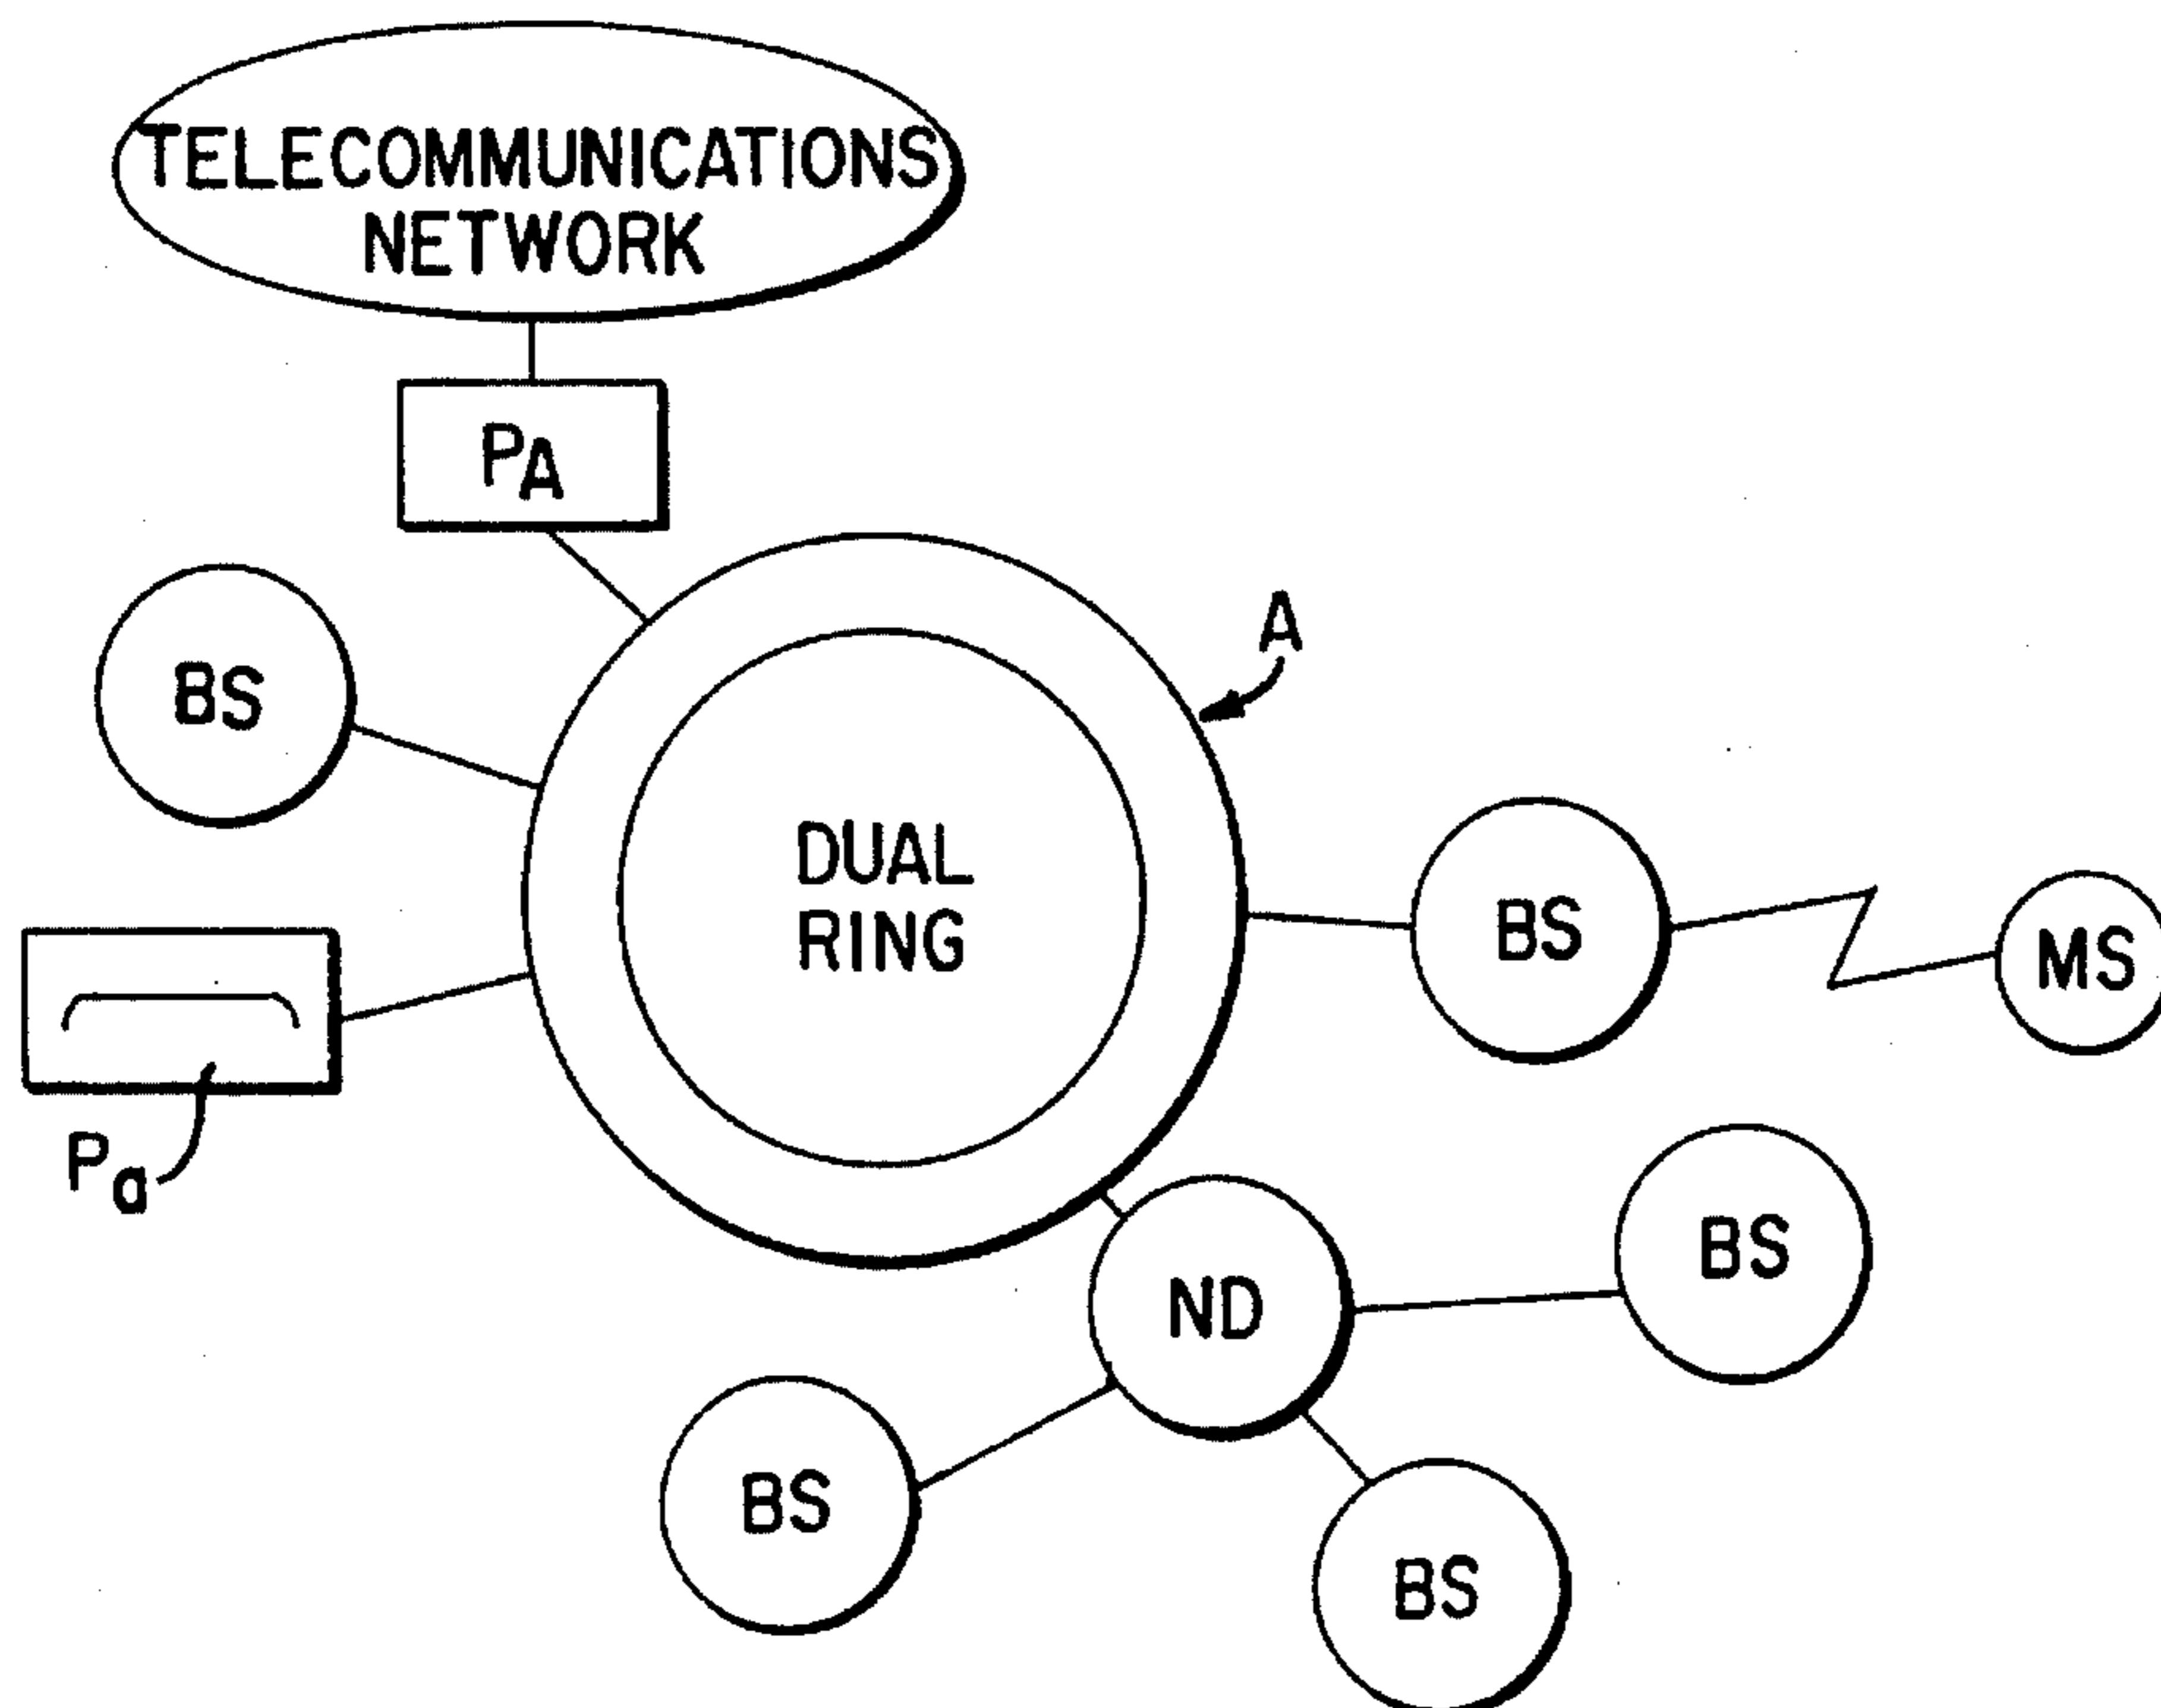 TELECOMMUNICATIONS
NETWORK
PA
A
BS
DUAL
RING
BS
MS
Pa
BS
ND
BS
BS